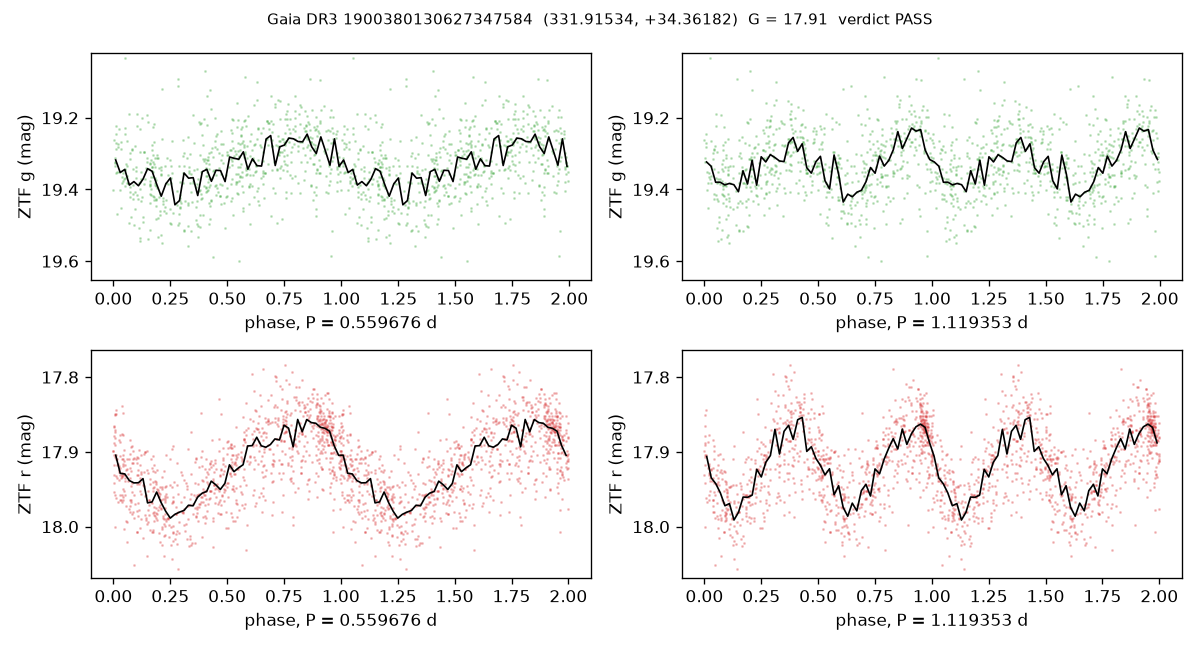 Gaia DR3 1900380130627347584 (331.91534, +34.36182) G = 17.91 verdict PASS
ZTF g (mag)
19.2
19.4
19.6
0.00 0.25 0.50 0.75 1.00 1.25 1.50 1.75 2.00
phase, P = 0.559676 d
ZTF g (mag)
19.2
19.4
19.6
0.00 0.25 0.50 0.75 1.00 1.25 1.50 1.75 2.00
phase, P = 1.119353 d
ZTF r (mag)
17.8
17.9
18.0
0.00 0.25 0.50 0.75 1.00 1.25 1.50 1.75 2.00
phase, P = 0.559676 d
ZTF r (mag)
17.8
17.9
18.0
0.00 0.25 0.50 0.75 1.00 1.25 1.50 1.75 2.00
phase, P = 1.119353 d